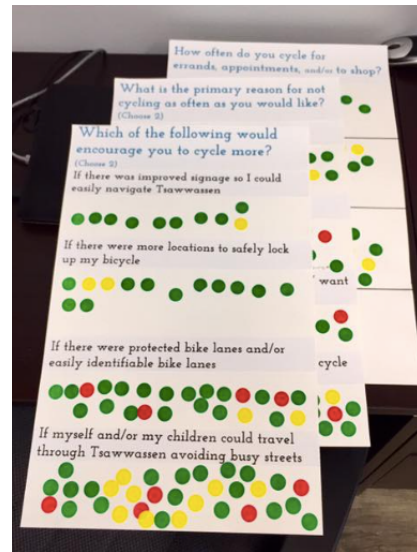 How often do you cycle for
errands, appointments, and/or to shop?
What is the primary reason for not
cycling as often as you would like?
(Choose 2)
Which of the following would
encourage you to cycle more?
(Choose 2)
If there was improved signage so I could
easily navigate Tsawwassen
If there were more locations to safely lock
up my bicycle
want
If there were protected bike lanes and/or
easily identifiable bike lanes
cycle
If myself and/or my children could travel
through Tsawwassen avoiding busy streets